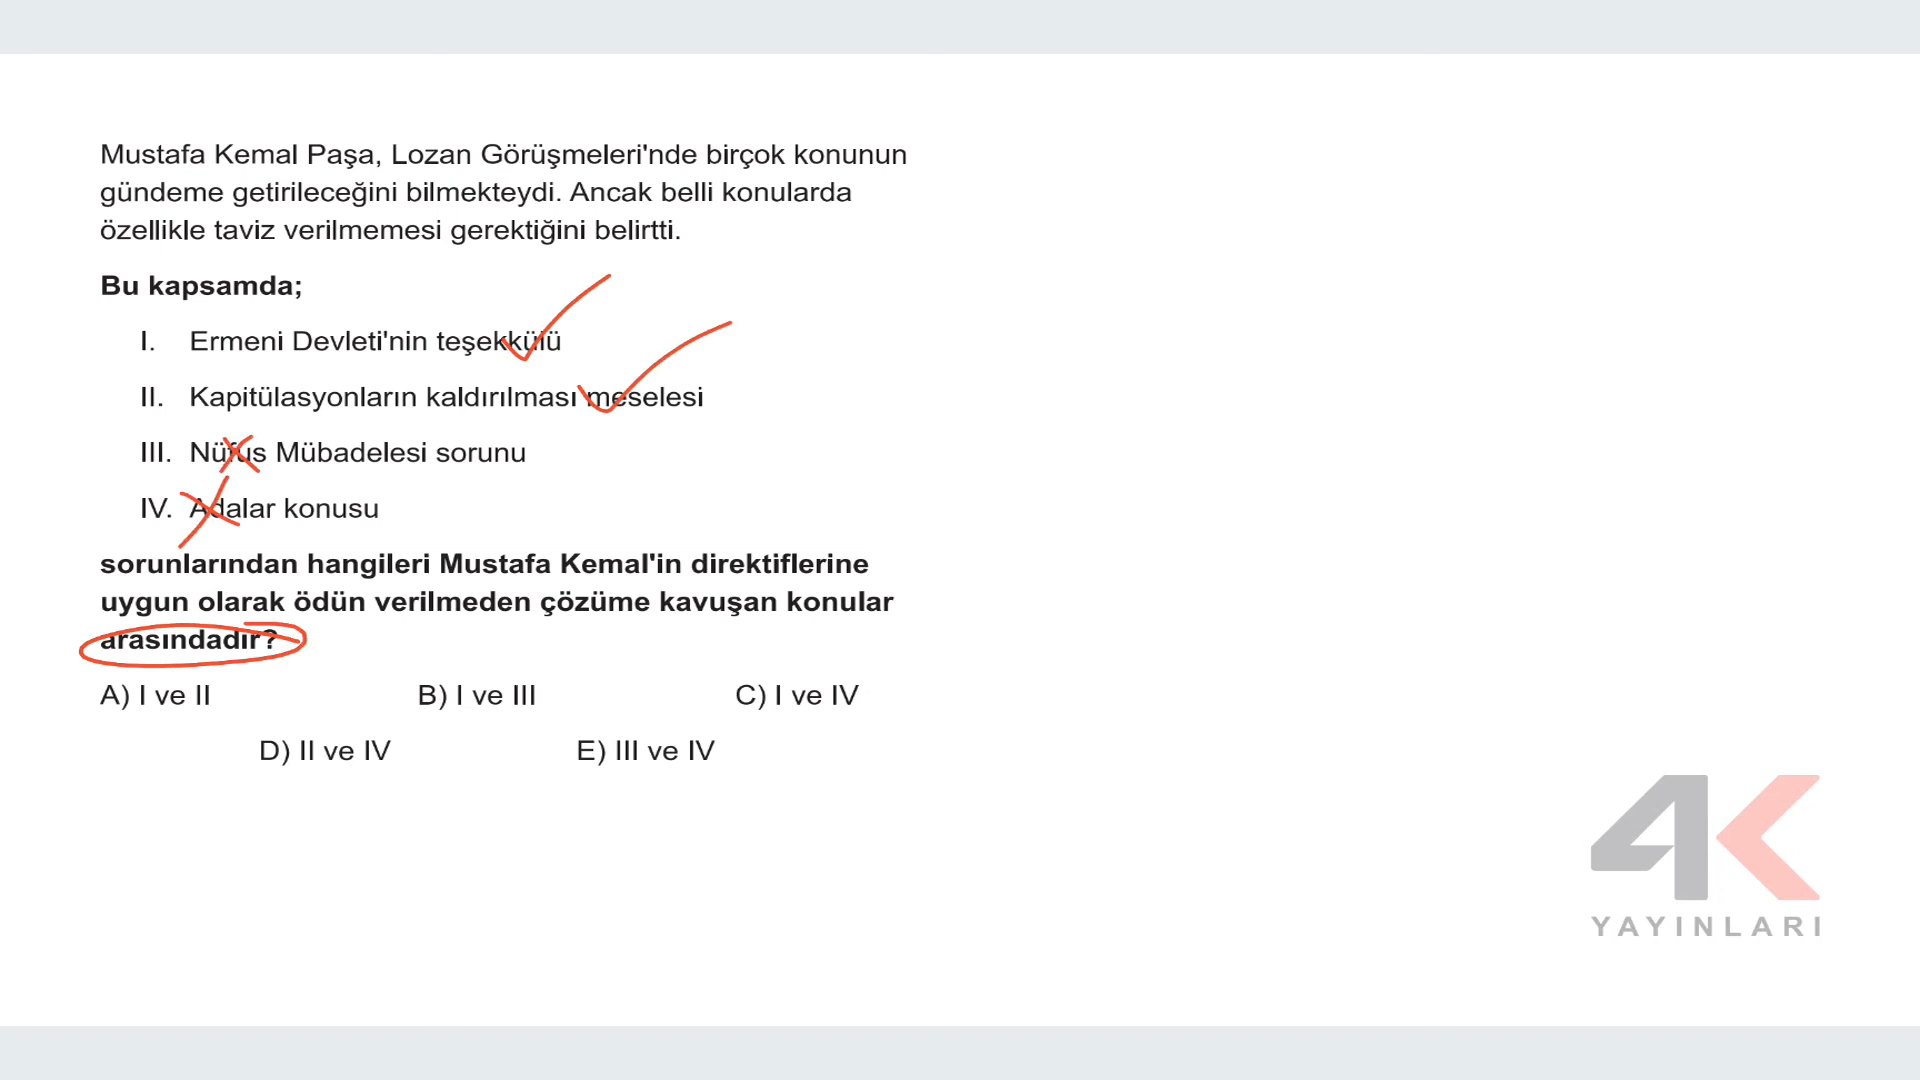 Mustafa Kemal Paşa, Lozan Görüşmeleri'nde birçok konunun
gündeme getirileceğini bilmekteydi. Ancak belli konularda
özellikle taviz verilmemesi gerektiğini belirtti.
Bu kapsamda;
I. Ermeni Devleti'nin teşekkülü
II. Kapitülasyonların kaldırılması meselesi
III. Nüfus Mübadelesi sorunu
IV. Adalar konusu
sorunlarından hangileri Mustafa Kemal'in direktiflerine
uygun olarak ödün verilmeden çözüme kavuşan konular
arasındadır?
A) I ve II B) I ve III C) I ve IV
D) II ve IV E) III ve IV
4K
YAYINLARI